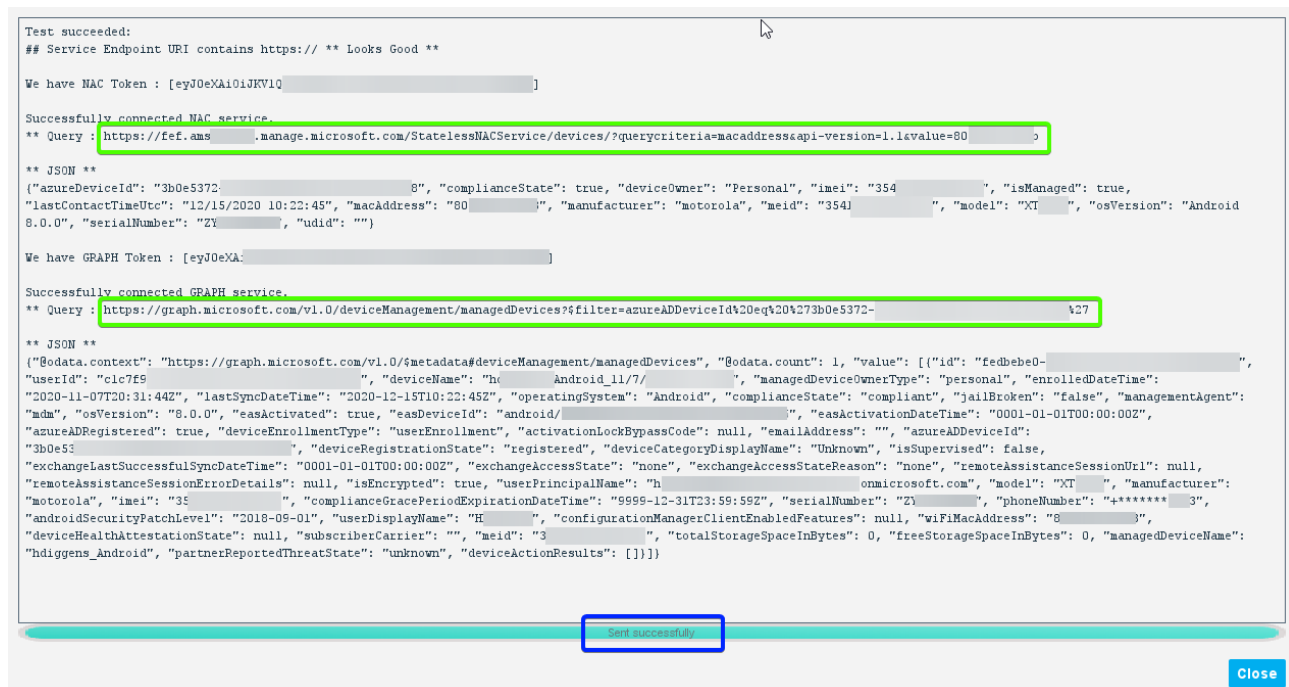 Test succeeded:
## Service Endpoint URI contains https:// ** Looks Good **
We have NAC Token : [eyJ0eXAiOiJKV1Q ]
Successfully connected NAC service.
** Query : https://fef.ams .manage.microsoft.com/StatelessNACService/devices/?querycriteria=macaddress&api-version=1.1&value=80
** JSON **
{"azureDeviceId": "3b0e5372- 8", "complianceState": true, "deviceOwner": "Personal", "imei": "354 ", "isManaged": true,
"lastContactTimeUtc": "12/15/2020 10:22:45", "macAddress": "80 ", "manufacturer": "motorola", "meid": "354 ", "model": "XT ", "osVersion": "Android
8.0.0", "serialNumber": "ZY ", "udid": ""}
We have GRAPH Token : [eyJ0eXA ]
Successfully connected GRAPH service.
** Query : https://graph.microsoft.com/v1.0/deviceManagement/managedDevices?$filter=azureADDeviceId%20eq%20%273b0e5372- %27
** JSON **
{"@odata.context": "https://graph.microsoft.com/v1.0/$metadata#deviceManagement/managedDevices", "@odata.count": 1, "value": [{"id": "fedbebe0- ",
"userId": "c1c7f9 ", "deviceName": "h Android_11/7/ ", "managedDeviceOwnerType": "personal", "enrolledDateTime":
"2020-11-07T20:31:44Z", "lastSyncDateTime": "2020-12-15T10:22:45Z", "operatingSystem": "Android", "complianceState": "compliant", "jailBroken": "false", "managementAgent":
"mdm", "osVersion": "8.0.0", "easActivated": true, "easDeviceId": "android/ ", "easActivationDateTime": "0001-01-01T00:00:00Z",
"azureADRegistered": true, "deviceEnrollmentType": "userEnrollment", "activationLockBypassCode": null, "emailAddress": "", "azureADDeviceId":
"3b0e53 ", "deviceRegistrationState": "registered", "deviceCategoryDisplayName": "Unknown", "isSupervised": false,
"exchangeLastSuccessfulSyncDateTime": "0001-01-01T00:00:00Z", "exchangeAccessState": "none", "exchangeAccessStateReason": "none", "remoteAssistanceSessionUrl": null,
"remoteAssistanceSessionErrorDetails": null, "isEncrypted": true, "userPrincipalName": "h onmicrosoft.com", "model": "XT ", "manufacturer":
"motorola", "imei": "35 ", "complianceGracePeriodExpirationDateTime": "9999-12-31T23:59:59Z", "serialNumber": "ZY ", "phoneNumber": "+******* 3",
"androidSecurityPatchLevel": "2018-09-01", "userDisplayName": "H ", "configurationManagerClientEnabledFeatures": null, "wiFiMacAddress": "8 ",
"deviceHealthAttestationState": null, "subscriberCarrier": "", "meid": "3 ", "totalStorageSpaceInBytes": 0, "freeStorageSpaceInBytes": 0, "managedDeviceName":
"hdiggens_Android", "partnerReportedThreatState": "unknown", "deviceActionResults": []}]}
Sent successfully
Close